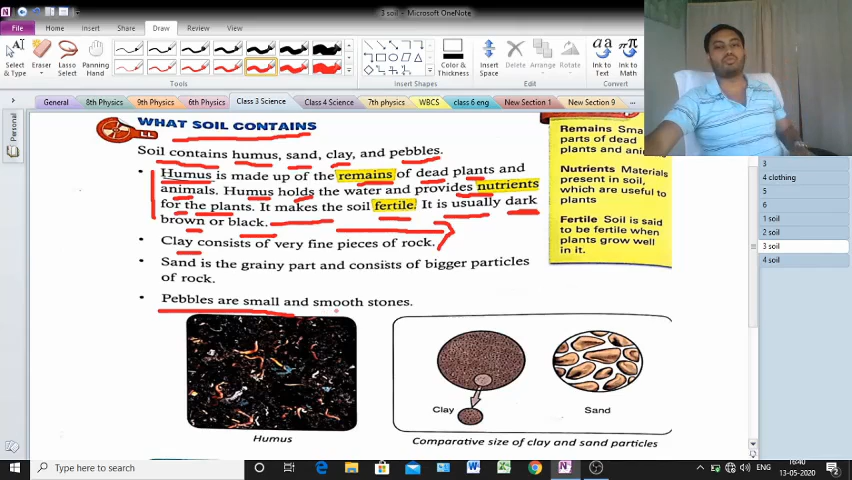 3 soil - Microsoft OneNote
File
Home
Insert
Share
Draw
Review
View
Select
& Type
Eraser
Lasso
Select
Panning
Hand
Tools
Insert Shapes
Color &
Thickness
Insert
Space
Delete
Arrange
Rotate
Edit
Ink to
Text
Ink to
Math
Convert
General
8th Physics
9th Physics
6th Physics
Class 3 Science
Class 4 Science
7th physics
WBCS
class 6 eng
New Section 1
New Section 9
Personal
WHAT SOIL CONTAINS
Soil contains humus, sand, clay, and pebbles.
• Humus is made up of the remains of dead plants and
animals. Humus holds the water and provides nutrients
for the plants. It makes the soil fertile. It is usually dark
brown or black.
• Clay consists of very fine pieces of rock.
• Sand is the grainy part and consists of bigger particles
of rock.
• Pebbles are small and smooth stones.
Remains
parts of dead
plants and
Nutrients Materials
present in soil,
which are useful to
plants
Fertile Soil is said
to be fertile when
plants grow well
in it.
Humus
Clay
Sand
Comparative size of clay and sand particles
3
4 clothing
5
6
1 soil
2 soil
3 soil
4 soil
Type here to search
ENG
16:40
13-05-2020